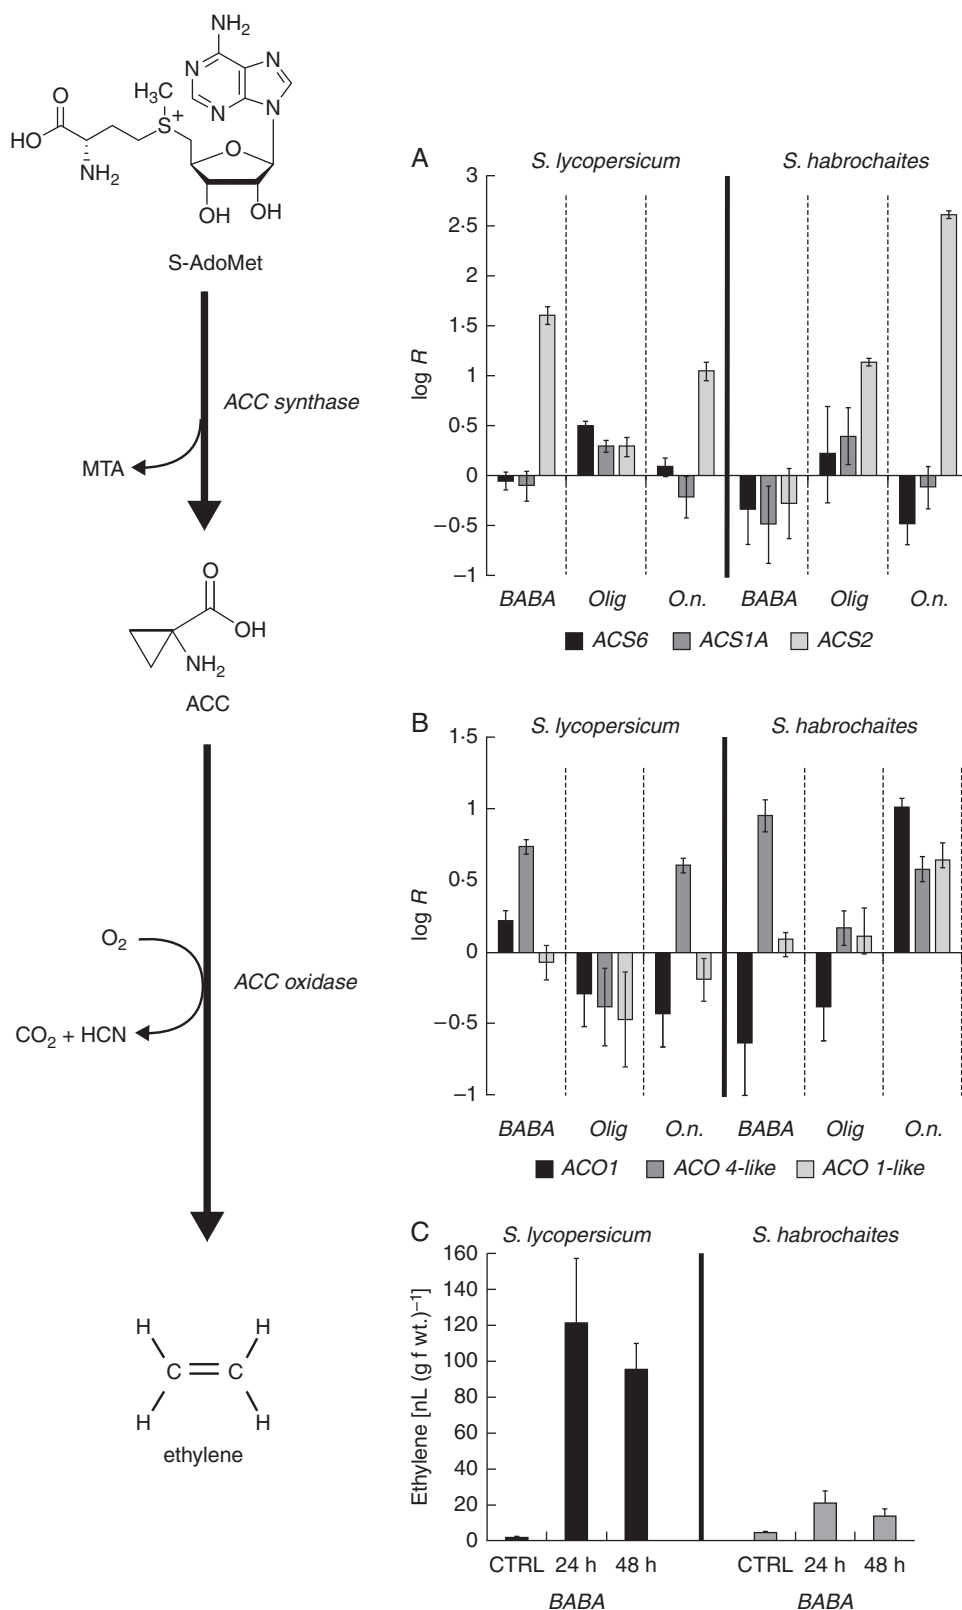 NH2
N
N
N
N
H3C
S+
O
HO
NH2
O
OH
OH
S-AdoMet
ACC synthase
MTA
O
OH
NH2
ACC
O2
ACC oxidase
CO2 + HCN
H
H
C
C
H
H
ethylene
A
S. lycopersicum
S. habrochaites
3
2·5
2
1·5
1
0·5
0
−0·5
−1
log R
BABA Olig O.n. BABA Olig O.n.
ACS6 ACS1A ACS2
B
S. lycopersicum
S. habrochaites
1·5
1
0·5
0
−0·5
−1
log R
BABA Olig O.n. BABA Olig O.n.
ACO1 ACO 4-like ACO 1-like
C
S. lycopersicum
S. habrochaites
160
140
120
100
80
60
40
20
0
Ethylene [nL (g f wt.)−1]
CTRL 24 h 48 h CTRL 24 h 48 h
BABA BABA